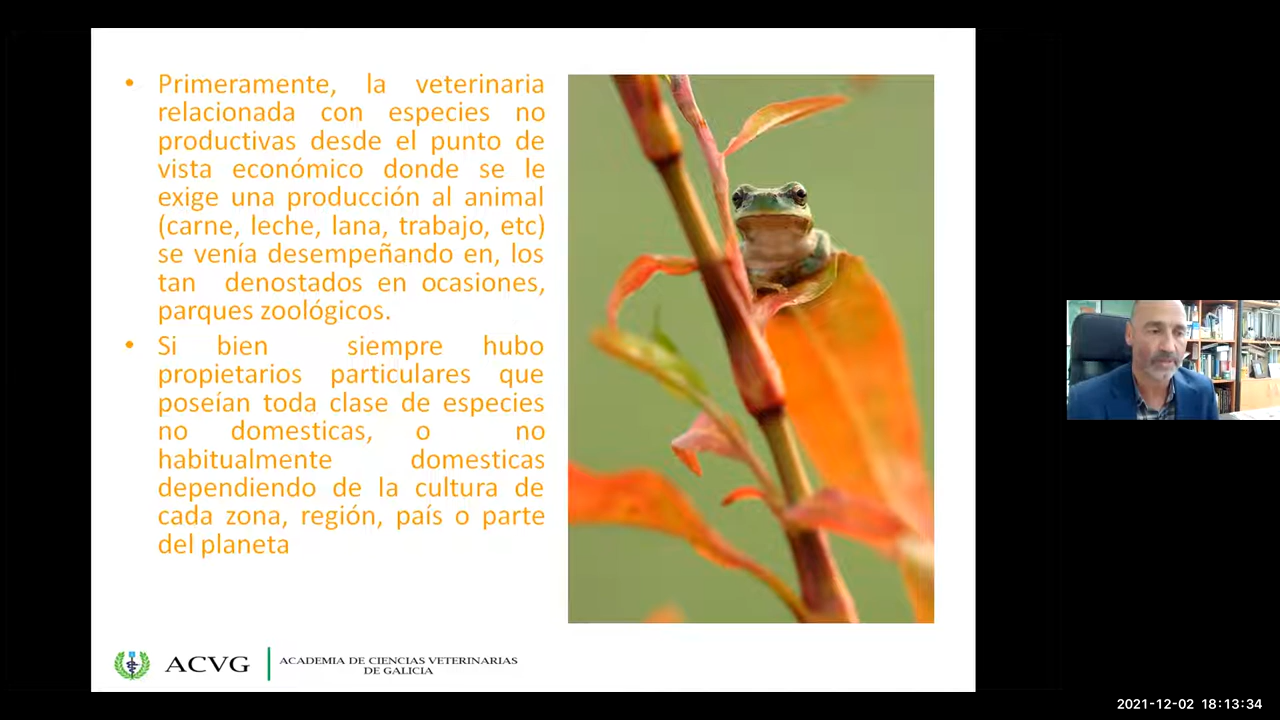 • Primeramente, la veterinaria
relacionada con especies no
productivas desde el punto de
vista económico donde se le
exige una producción al animal
(carne, leche, lana, trabajo, etc)
se venía desempeñando en, los
tan denostados en ocasiones,
parques zoológicos.
• Si bien siempre hubo
propietarios particulares que
poseían toda clase de especies
no domesticas, o no
habitualmente domesticas
dependiendo de la cultura de
cada zona, región, país o parte
del planeta
ACVG
ACADEMIA DE CIENCIAS VETERINARIAS
DE GALICIA
2021-12-02 18:13:34